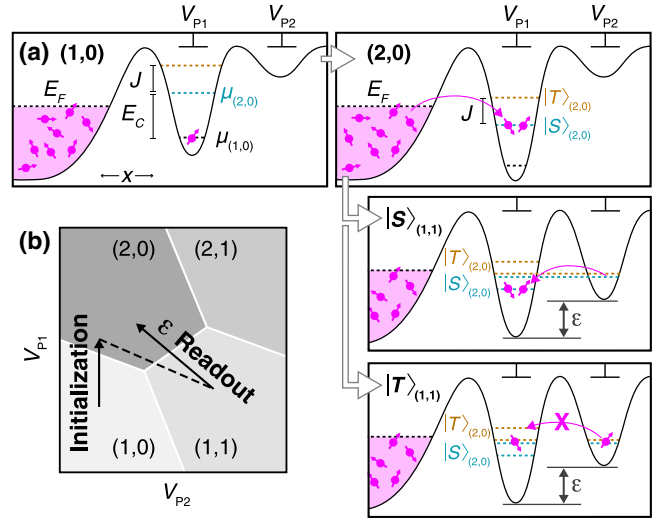 V_P1 V_P2
(a) (1,0)
E_F
J
E_C
μ_(2,0)
μ_(1,0)
x
V_P1 V_P2
(2,0)
E_F
J
|T⟩_(2,0)
|S⟩_(2,0)
|S⟩_(1,1)
|T⟩_(2,0)
|S⟩_(2,0)
ε
|T⟩_(1,1)
|T⟩_(2,0)
|S⟩_(2,0)
X
ε
(b)
(2,0) (2,1)
ε Readout
Initialization
(1,0) (1,1)
V_P1
V_P2